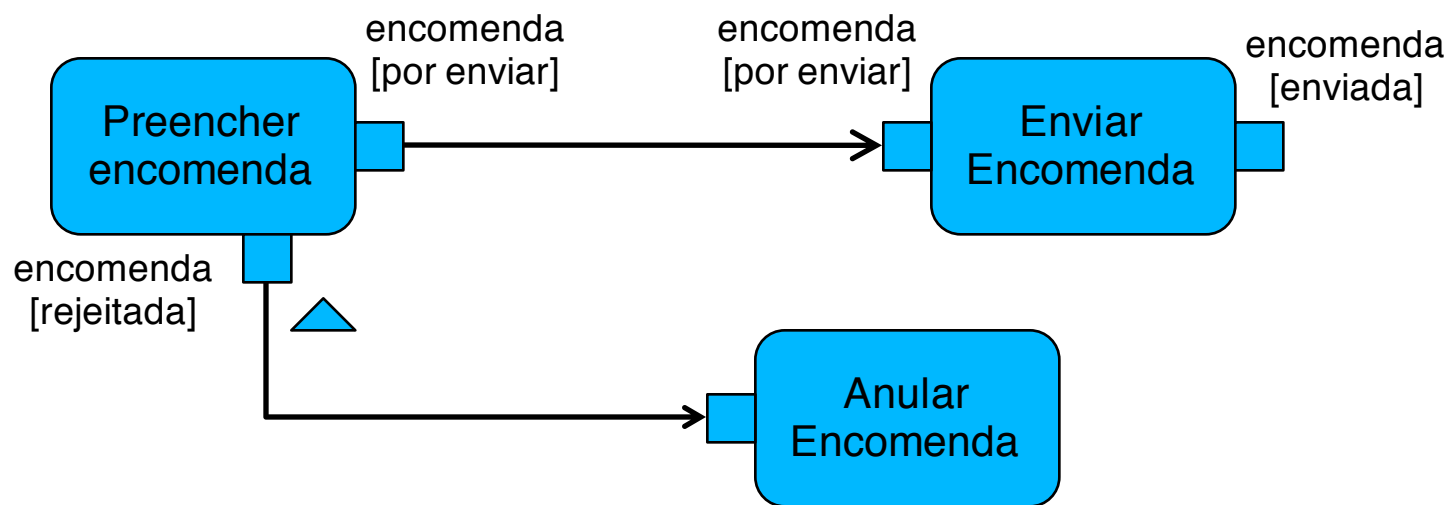 encomenda
[por enviar]
encomenda
[por enviar]
encomenda
[enviada]
Preencher
encomenda
Enviar
Encomenda
encomenda
[rejeitada]
Anular
Encomenda